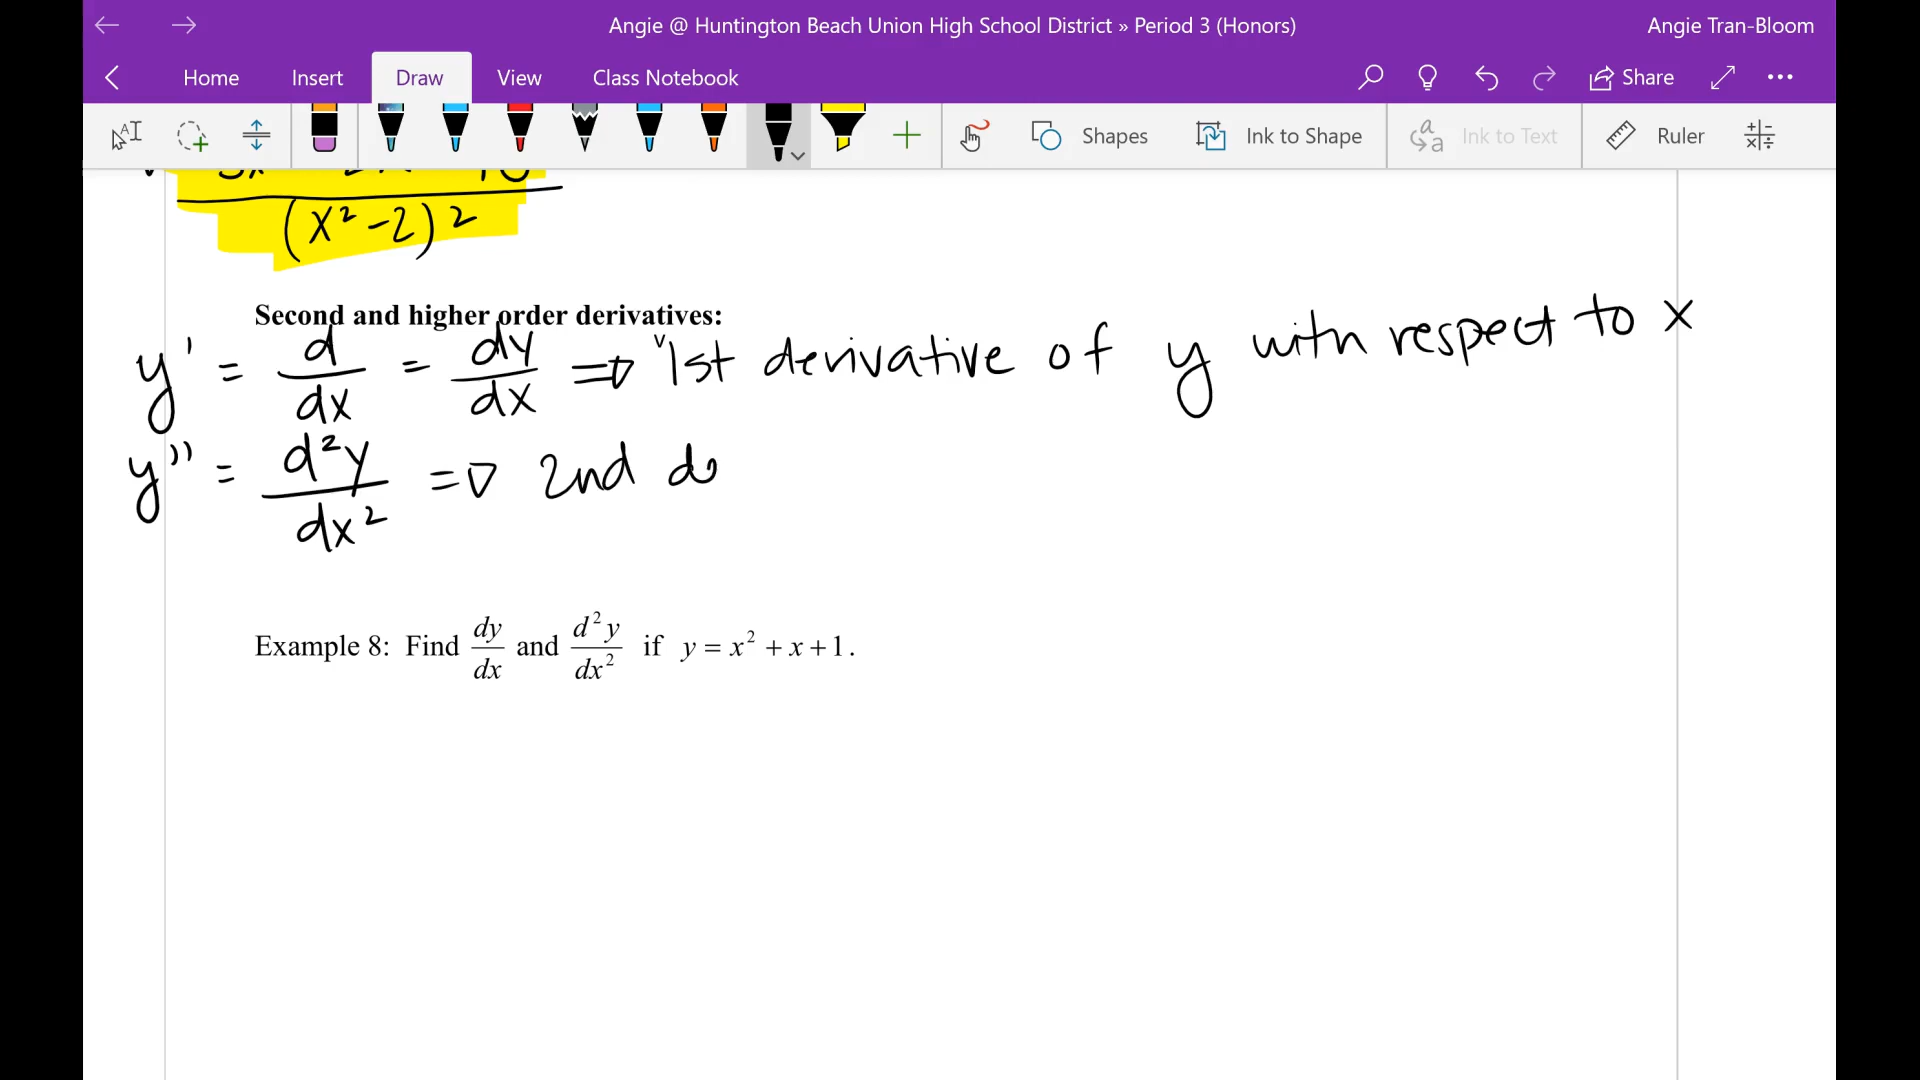 Angie @ Huntington Beach Union High School District » Period 3 (Honors) Angie Tran-Bloom
Home Insert Draw View Class Notebook Share
Shapes Ink to Shape Ink to Text Ruler
(x²-2)²
Second and higher order derivatives:
y' = d/dx = dy/dx ⇒ 1st derivative of y with respect to x
y'' = d²y/dx² ⇒ 2nd de
Example 8: Find dy/dx and d²y/dx² if y = x² + x + 1.